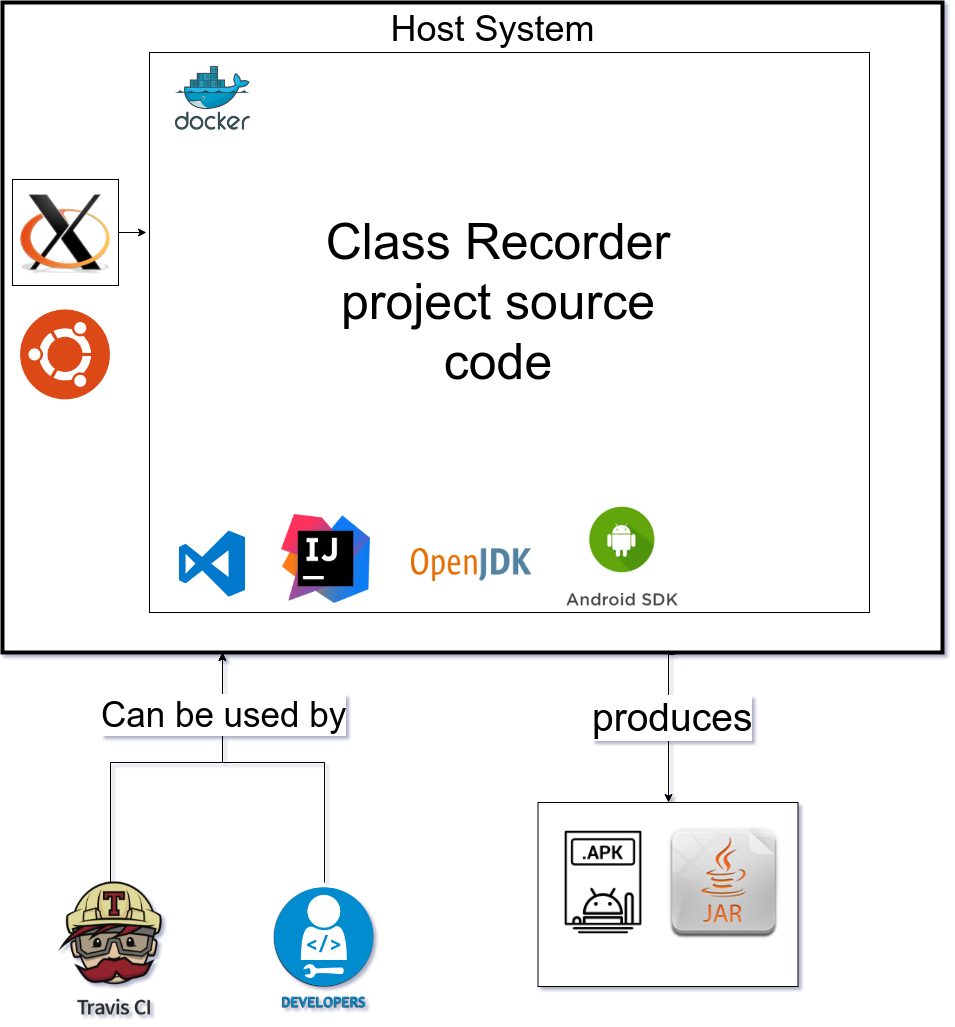 Host System
docker
X
Class Recorder
project source
code
IJ
OpenJDK
Android SDK
Can be used by
produces
.APK
JAR
T
</>
Travis CI
DEVELOPERS